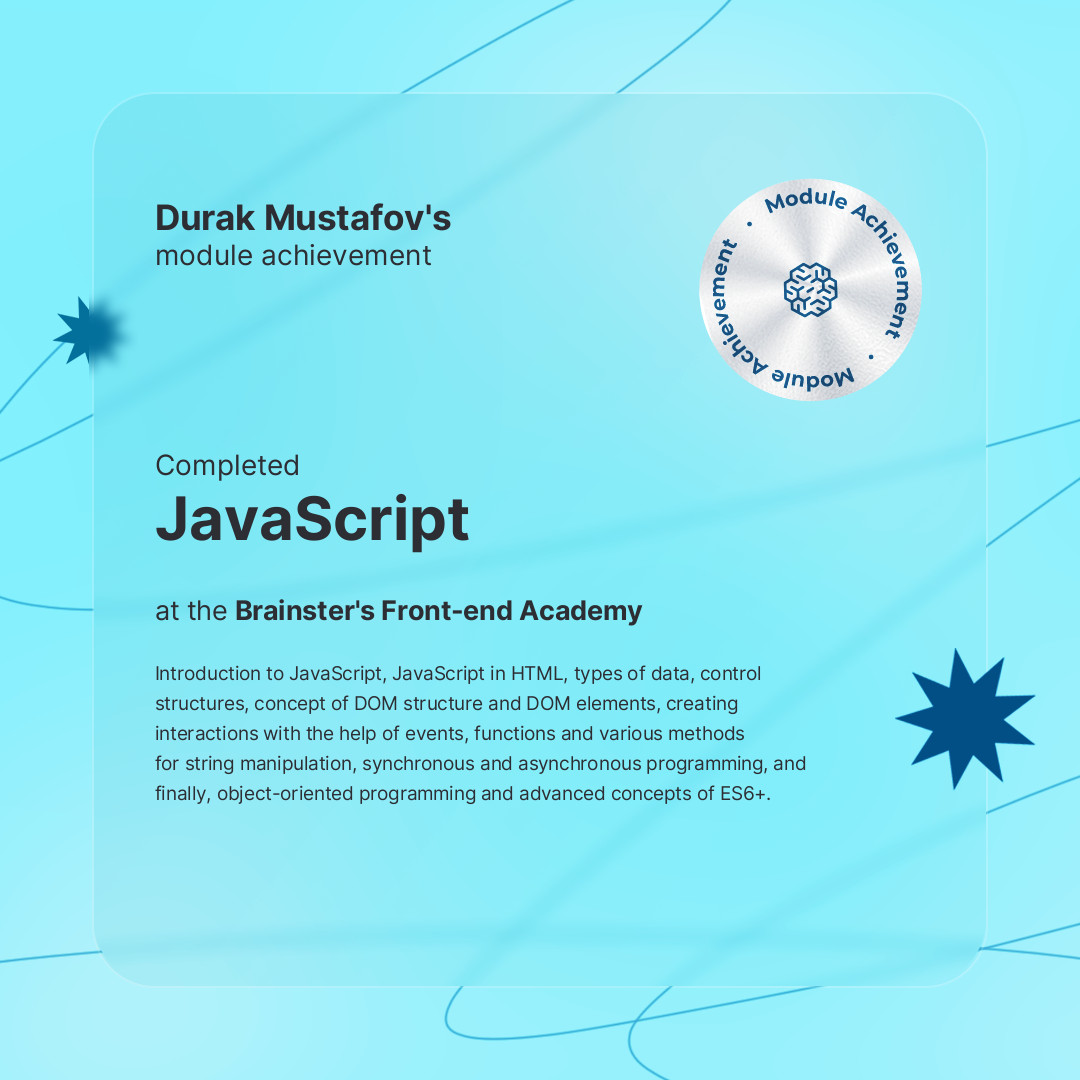 Durak Mustafov's
module achievement
Module Achievement • Module Achievement •
Completed
JavaScript
at the Brainster's Front-end Academy
Introduction to JavaScript, JavaScript in HTML, types of data, control
structures, concept of DOM structure and DOM elements, creating
interactions with the help of events, functions and various methods
for string manipulation, synchronous and asynchronous programming, and
finally, object-oriented programming and advanced concepts of ES6+.